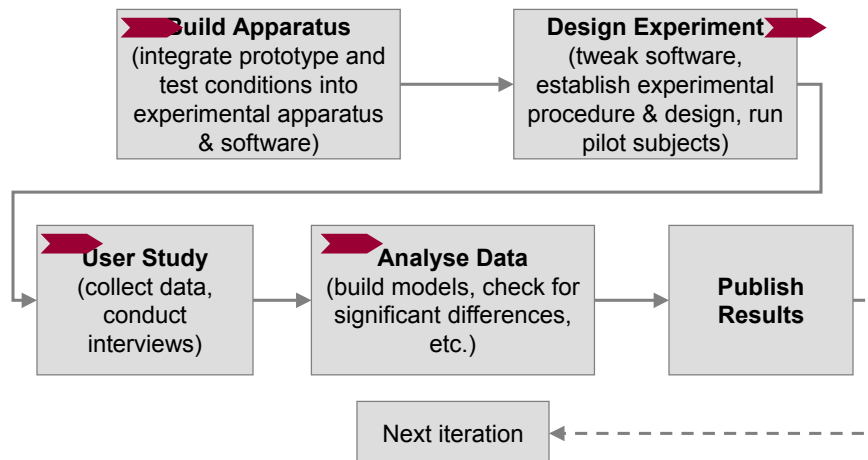 Build Apparatus
(integrate prototype and
test conditions into
experimental apparatus
& software)
Design Experiment
(tweak software,
establish experimental
procedure & design, run
pilot subjects)
User Study
(collect data,
conduct
interviews)
Analyse Data
(build models, check for
significant differences,
etc.)
Publish
Results
Next iteration